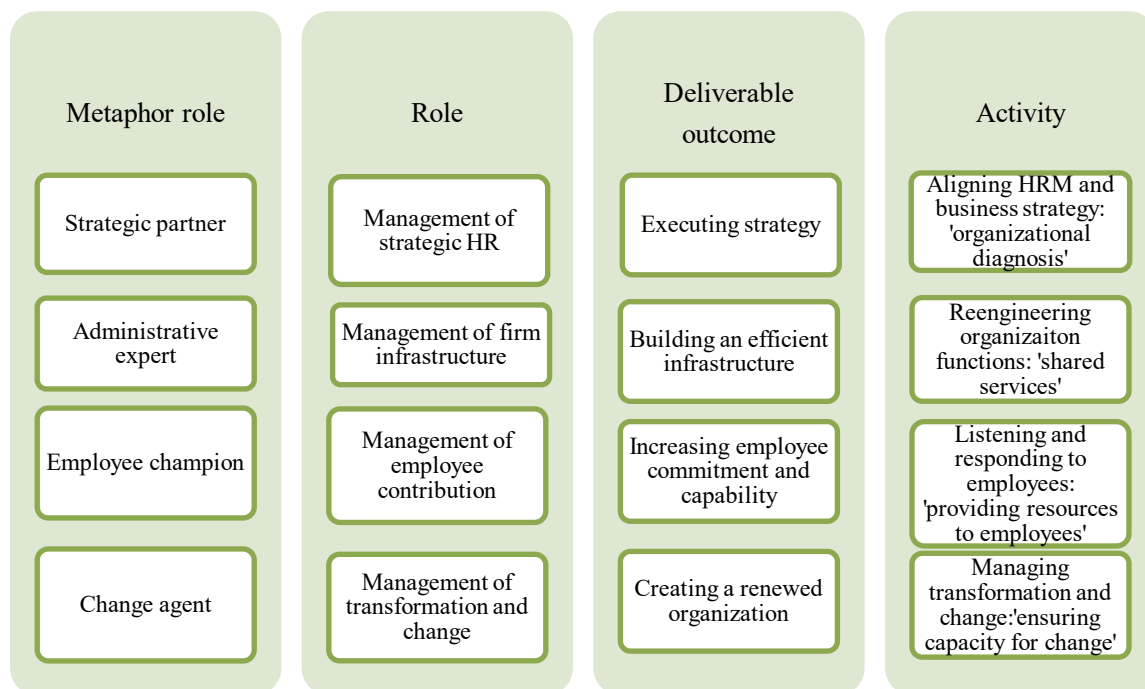 Metaphor role
Strategic partner
Administrative
expert
Employee champion
Change agent
Role
Management of
strategic HR
Management of firm
infrastructure
Management of
employee
contribution
Management of
transformation and
change
Deliverable
outcome
Executing strategy
Building an efficient
infrastructure
Increasing employee
commitment and
capability
Creating a renewed
organization
Activity
Aligning HRM and
business strategy:
'organizational
diagnosis'
Reengineering
organizaiton
functions: 'shared
services'
Listening and
responding to
employees:
'providing resources
to employees'
Managing
transformation and
change:'ensuring
capacity for change'